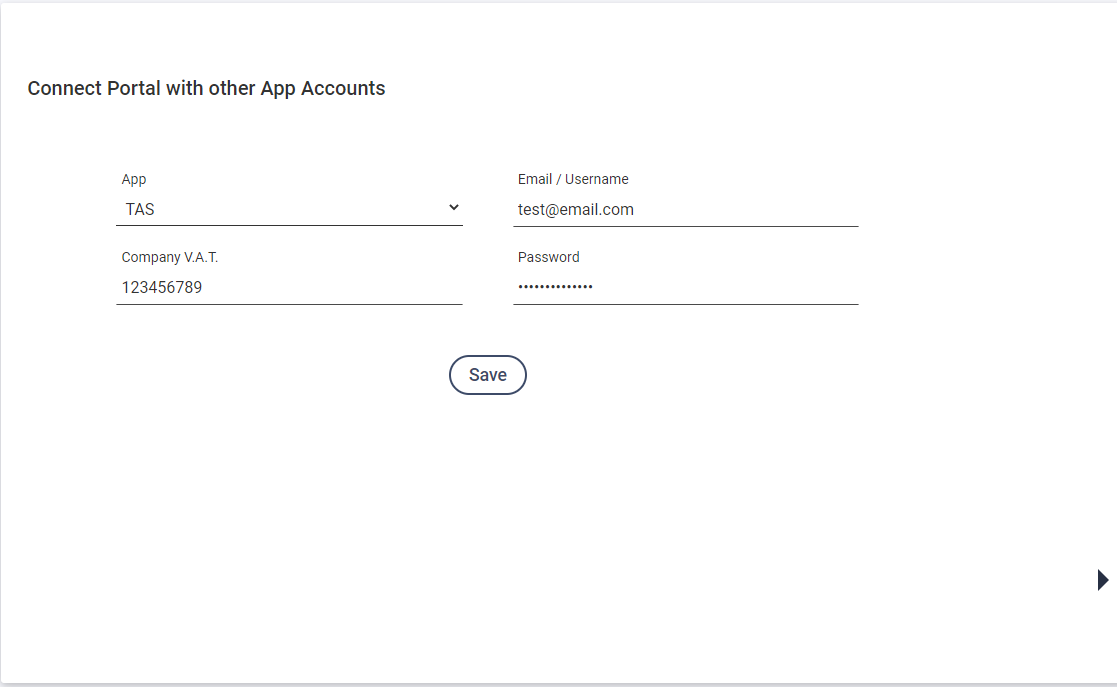 Connect Portal with other App Accounts
App
Email / Username
TAS
test@email.com
Company V.A.T.
Password
123456789
••••••••••••••
Save